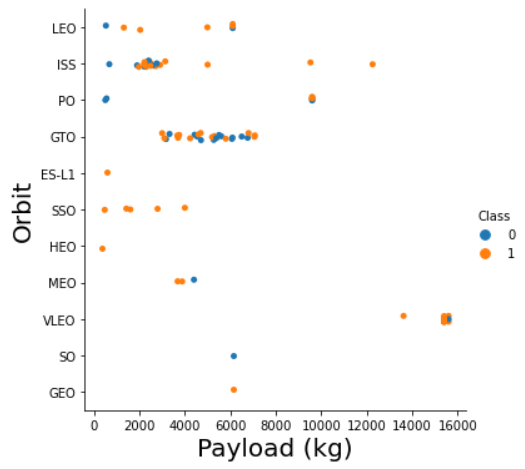 LEO
ISS
PO
GTO
ES-L1
SSO
HEO
MEO
VLEO
SO
GEO
Orbit
Class
0
1
0 2000 4000 6000 8000 10000 12000 14000 16000
Payload (kg)